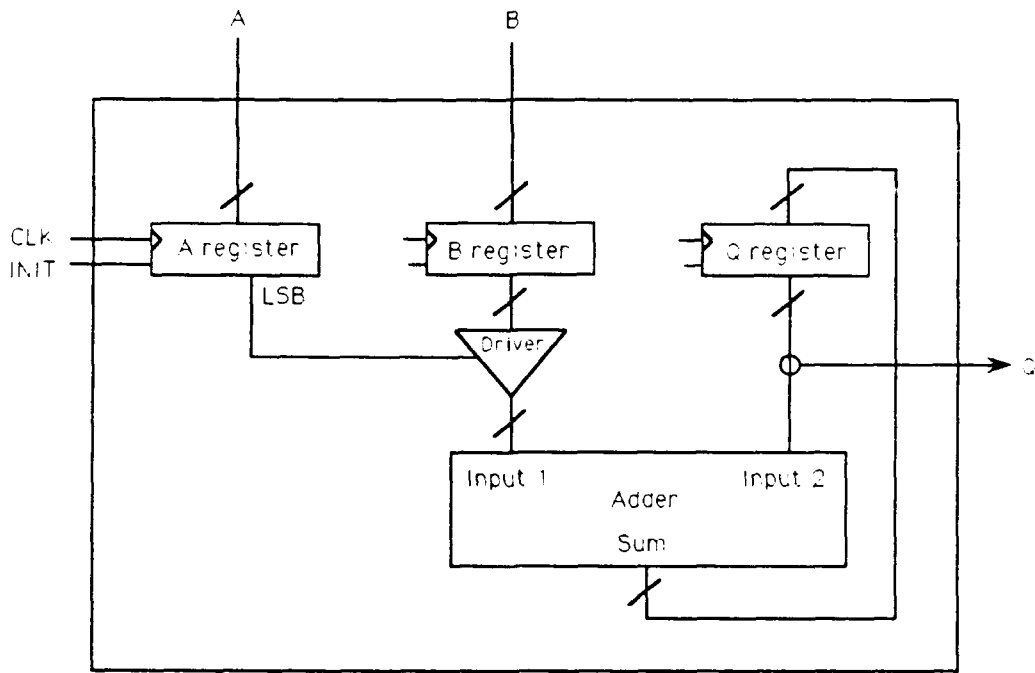 A
B
CLK
INIT
A register
B register
Q register
LSB
Driver
Q
Input 1
Input 2
Adder
Sum